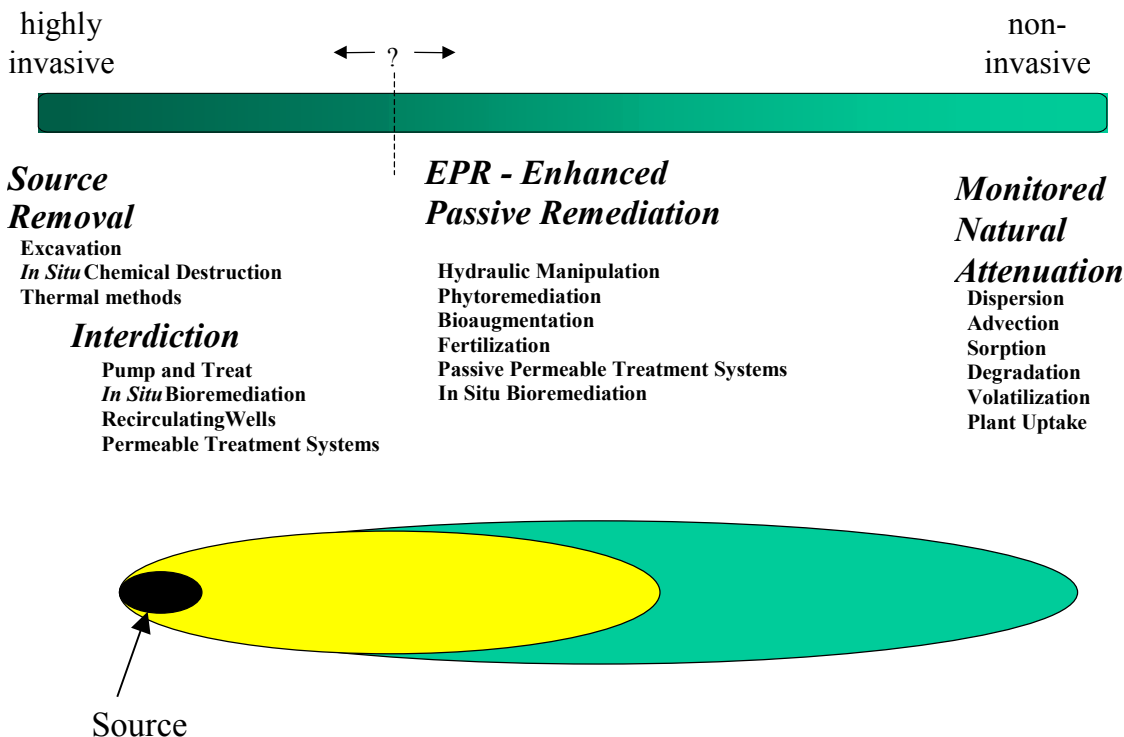 highly
invasive
?
non-
invasive
Source
Removal
Excavation
In Situ Chemical Destruction
Thermal methods
Interdiction
Pump and Treat
In Situ Bioremediation
RecirculatingWells
Permeable Treatment Systems
EPR - Enhanced
Passive Remediation
Hydraulic Manipulation
Phytoremediation
Bioaugmentation
Fertilization
Passive Permeable Treatment Systems
In Situ Bioremediation
Monitored
Natural
Attenuation
Dispersion
Advection
Sorption
Degradation
Volatilization
Plant Uptake
Source